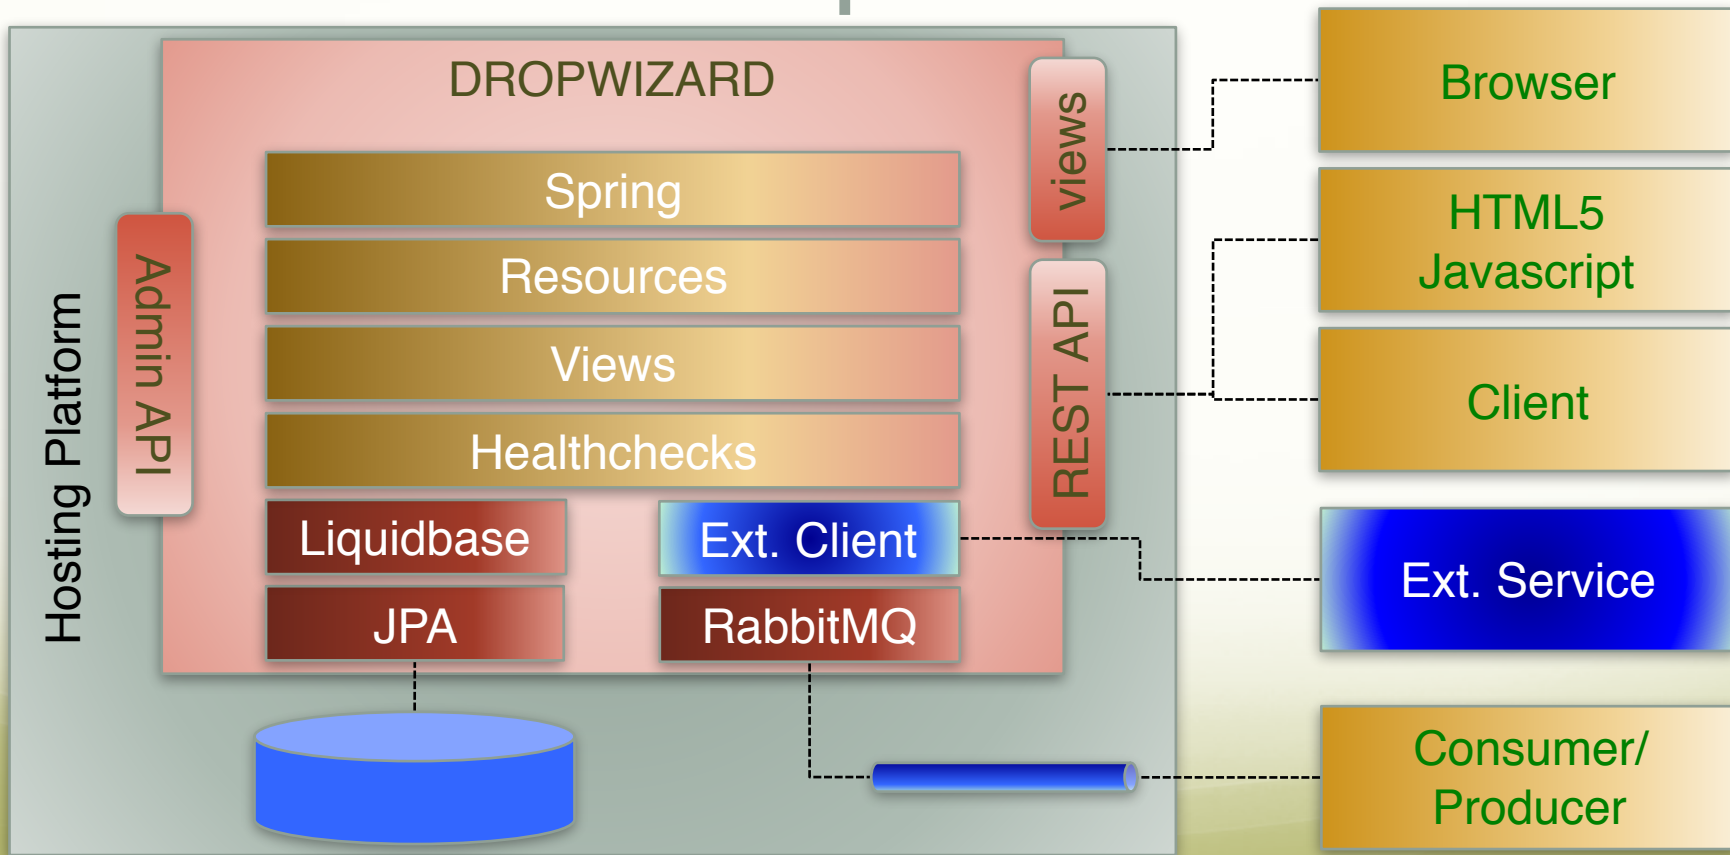 DROPWIZARD
Spring
Resources
Views
Healthchecks
Liquidbase
Ext. Client
JPA
RabbitMQ
Hosting Platform
Admin API
views
REST API
Browser
HTML5
Javascript
Client
Ext. Service
Consumer/
Producer